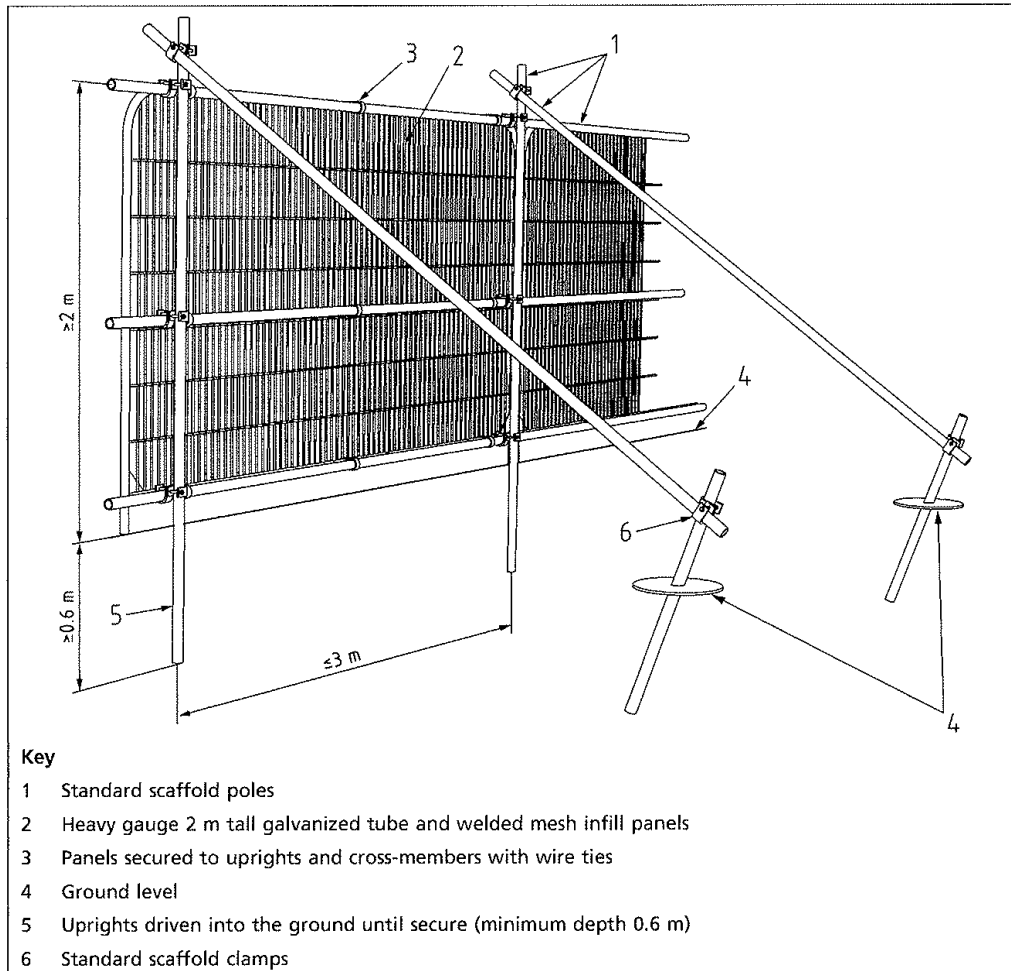 1
3
2
4
≥2 m
6
5
≥0.6 m
≤3 m
4
Key
1 Standard scaffold poles
2 Heavy gauge 2 m tall galvanized tube and welded mesh infill panels
3 Panels secured to uprights and cross-members with wire ties
4 Ground level
5 Uprights driven into the ground until secure (minimum depth 0.6 m)
6 Standard scaffold clamps